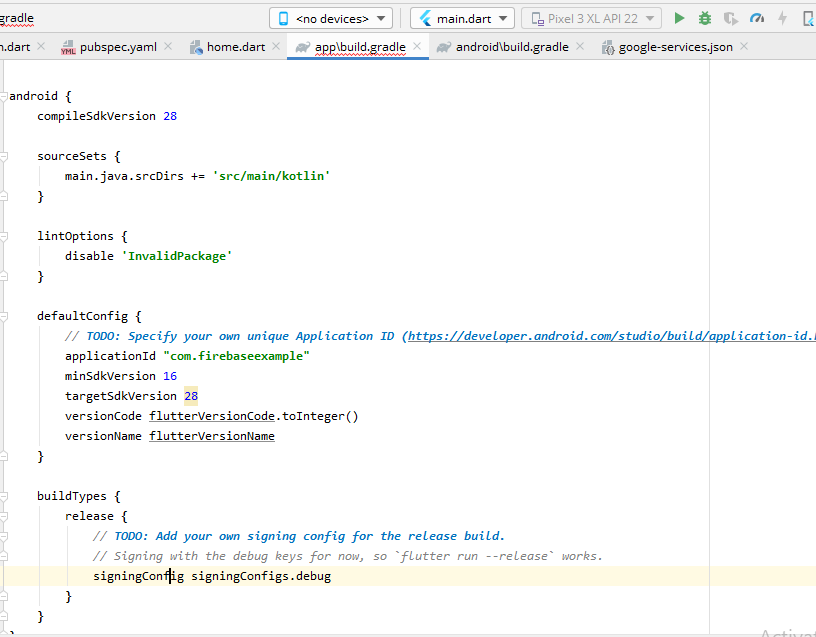 gradle
<no devices>
main.dart
Pixel 3 XL API 22
n.dart
pubspec.yaml
home.dart
app\build.gradle
android\build.gradle
google-services.json
android {
compileSdkVersion 28
sourceSets {
main.java.srcDirs += 'src/main/kotlin'
}
lintOptions {
disable 'InvalidPackage'
}
defaultConfig {
// TODO: Specify your own unique Application ID (https://developer.android.com/studio/build/application-id.
applicationId "com.firebaseexample"
minSdkVersion 16
targetSdkVersion 28
versionCode flutterVersionCode.toInteger()
versionName flutterVersionName
}
buildTypes {
release {
// TODO: Add your own signing config for the release build.
// Signing with the debug keys for now, so `flutter run --release` works.
signingConfig signingConfigs.debug
}
}